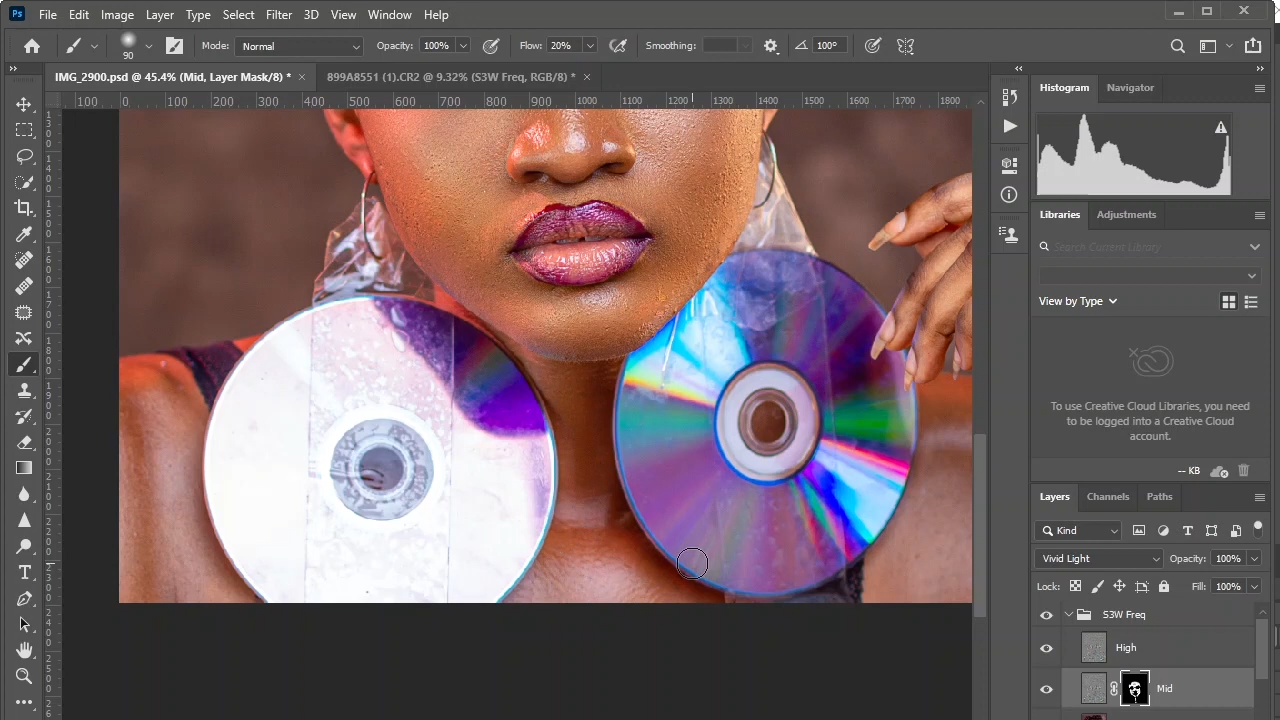 Ps File Edit Image Layer Type Select Filter 3D View Window Help
90 Mode: Normal Opacity: 100% Flow: 20% Smoothing: 100°
IMG_2900.psd @ 45.4% (Mid, Layer Mask/8) * 899A8551 (1).CR2 @ 9.32% (S3W Freq, RGB/8) *
100 0 100 200 300 400 500 600 700 800 900 1000 1100 1200 1300 1400 1500 1600 1700 1800
Histogram Navigator
Libraries Adjustments
Search Current Library
View by Type
To use Creative Cloud Libraries, you need
to be logged into a Creative Cloud
account.
-- KB
Layers Channels Paths
Kind
Vivid Light Opacity: 100%
Lock: Fill: 100%
S3W Freq
High
Mid